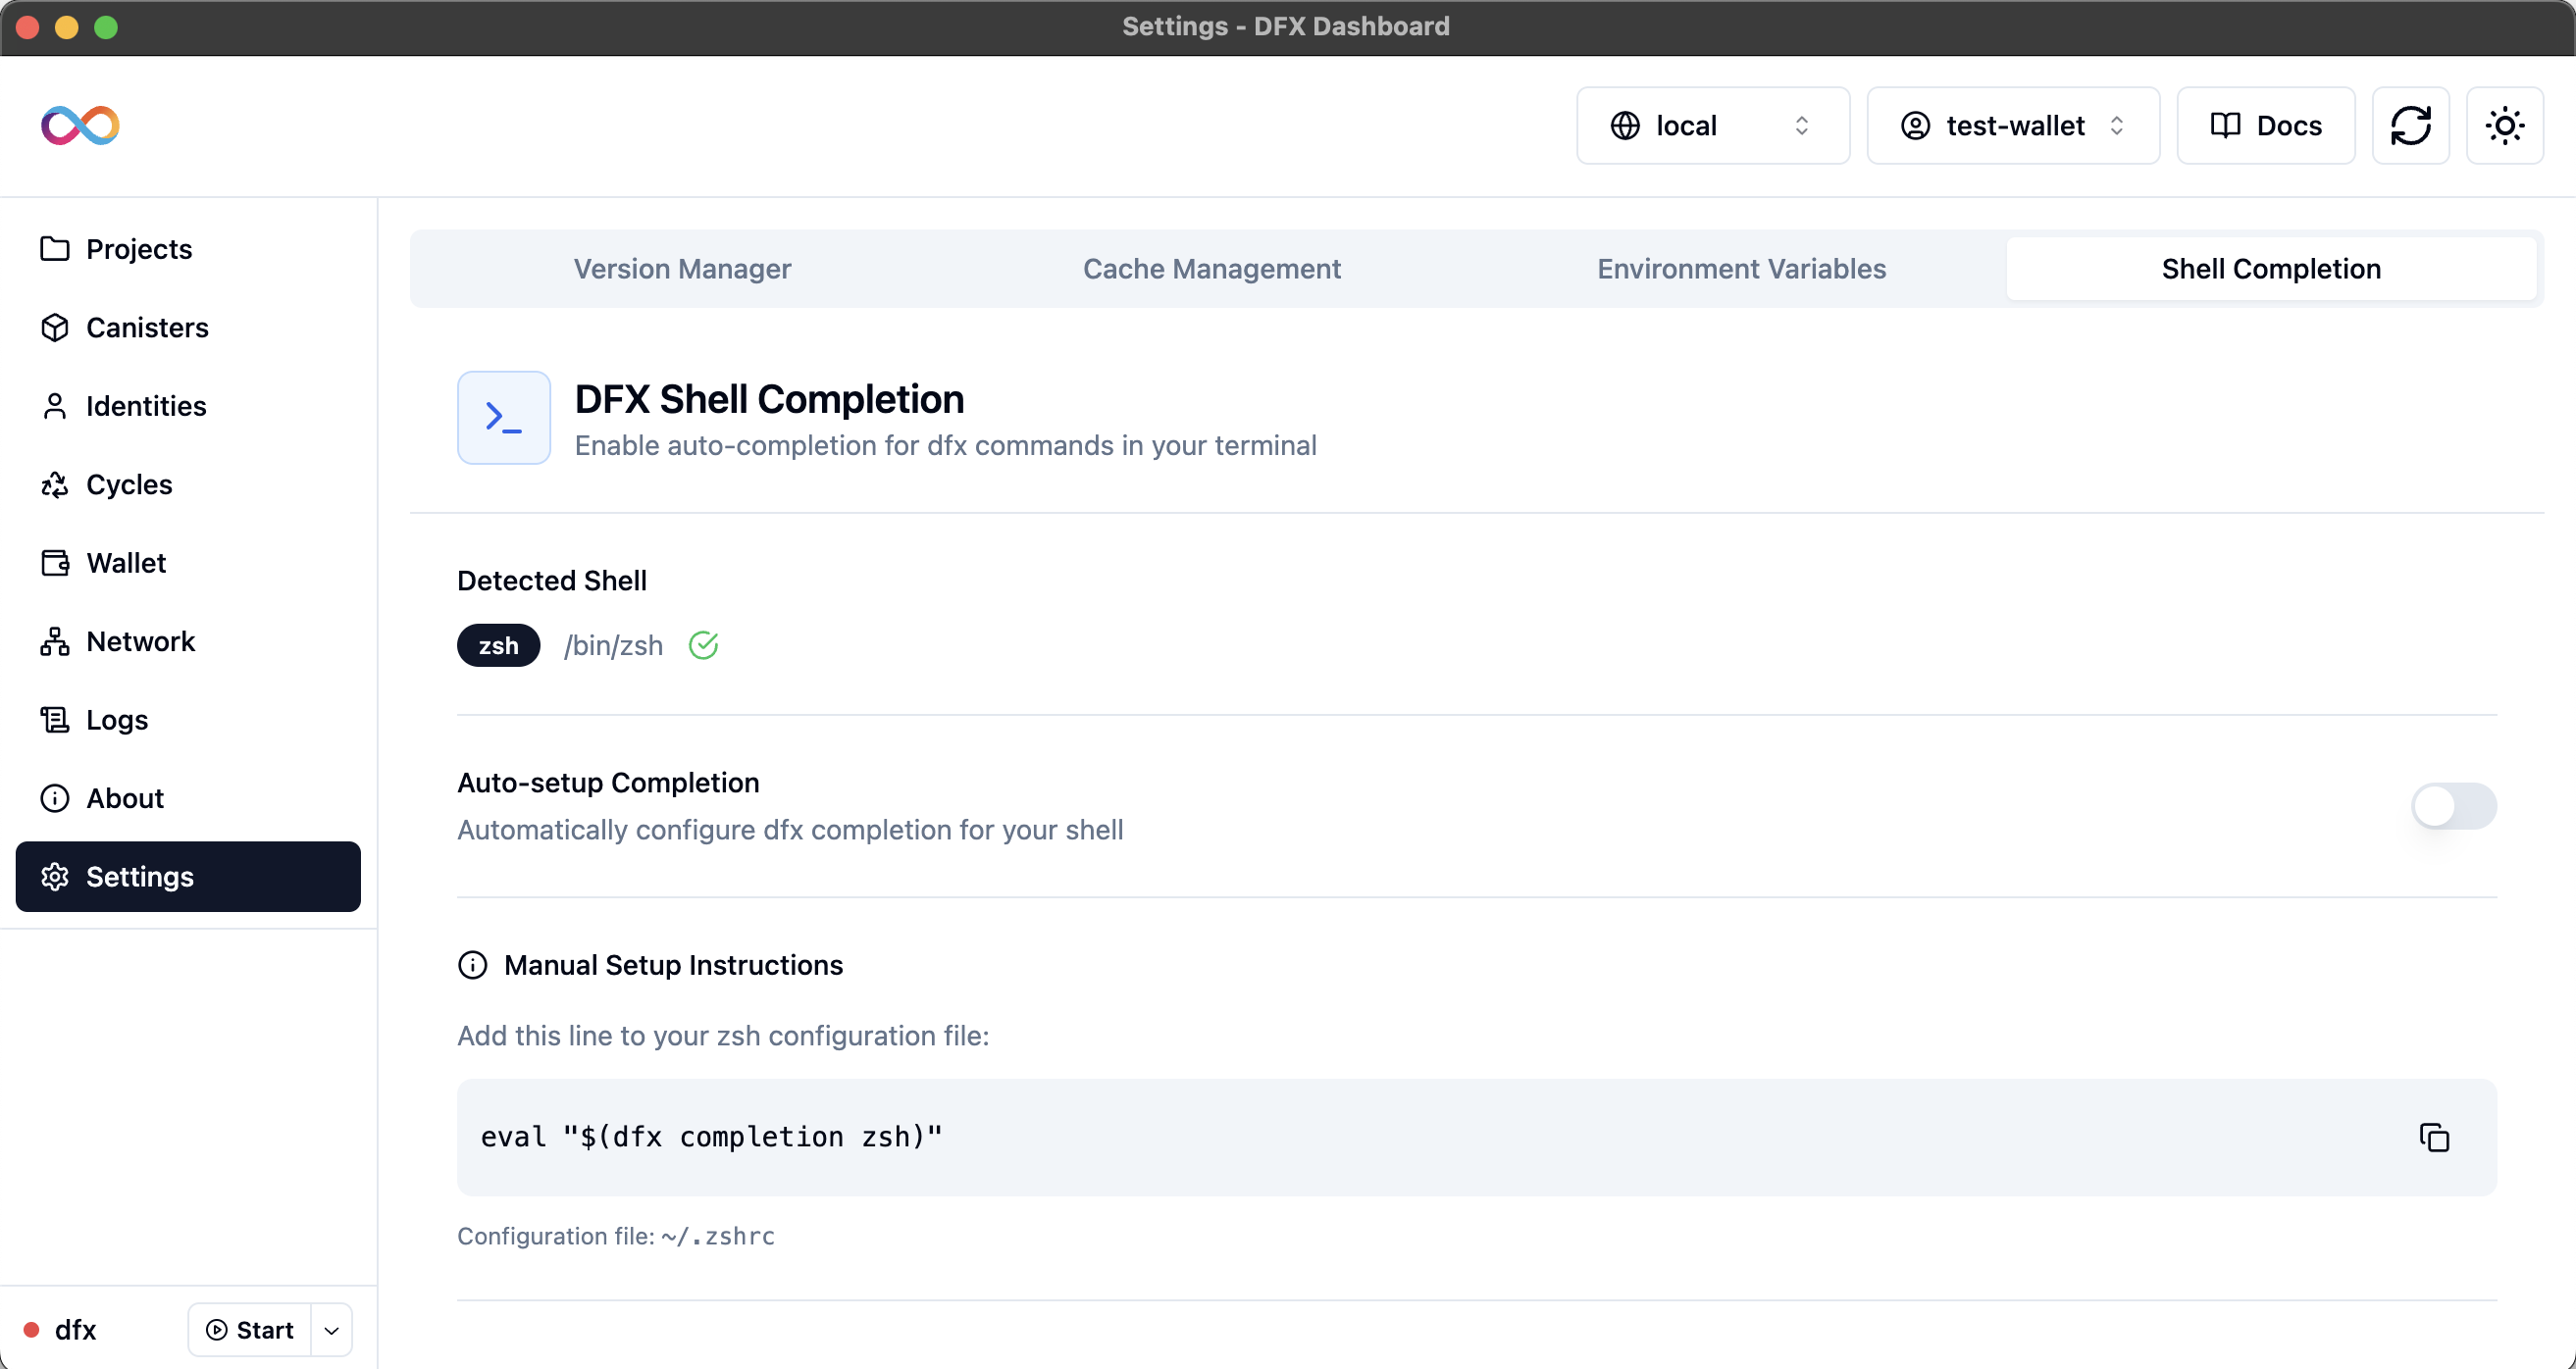 Settings - DFX Dashboard
local
test-wallet
Docs
Projects
Canisters
Identities
Cycles
Wallet
Network
Logs
About
Settings
dfx
Start
Version Manager
Cache Management
Environment Variables
Shell Completion
DFX Shell Completion
Enable auto-completion for dfx commands in your terminal
Detected Shell
zsh /bin/zsh
Auto-setup Completion
Automatically configure dfx completion for your shell
Manual Setup Instructions
Add this line to your zsh configuration file:
eval "$(dfx completion zsh)"
Configuration file: ~/.zshrc